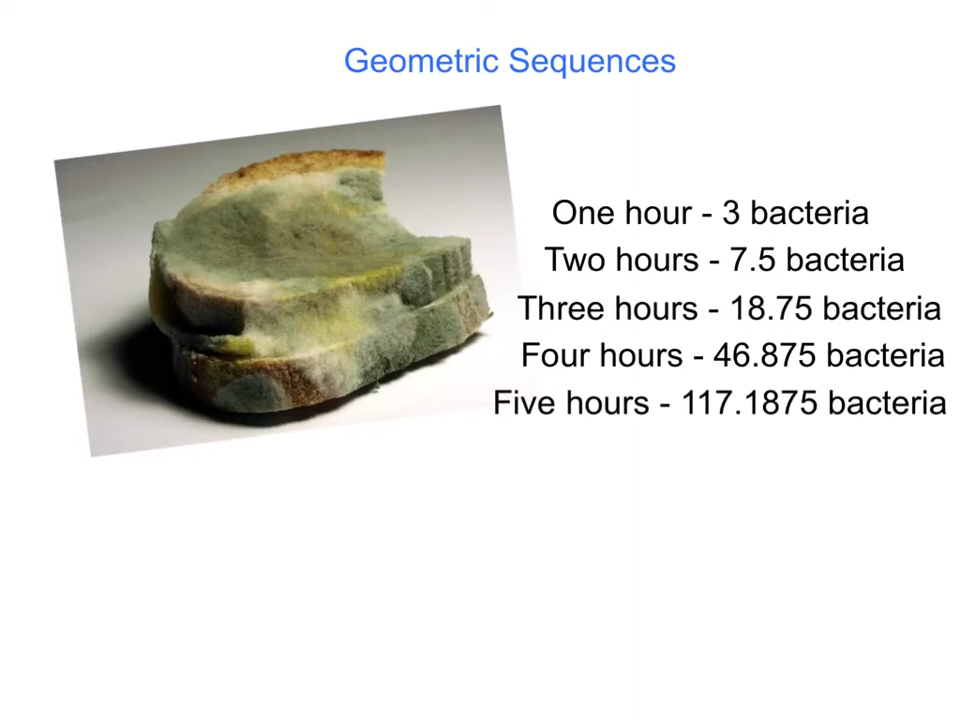 Geometric Sequences
One hour - 3 bacteria
Two hours - 7.5 bacteria
Three hours - 18.75 bacteria
Four hours - 46.875 bacteria
Five hours - 117.1875 bacteria